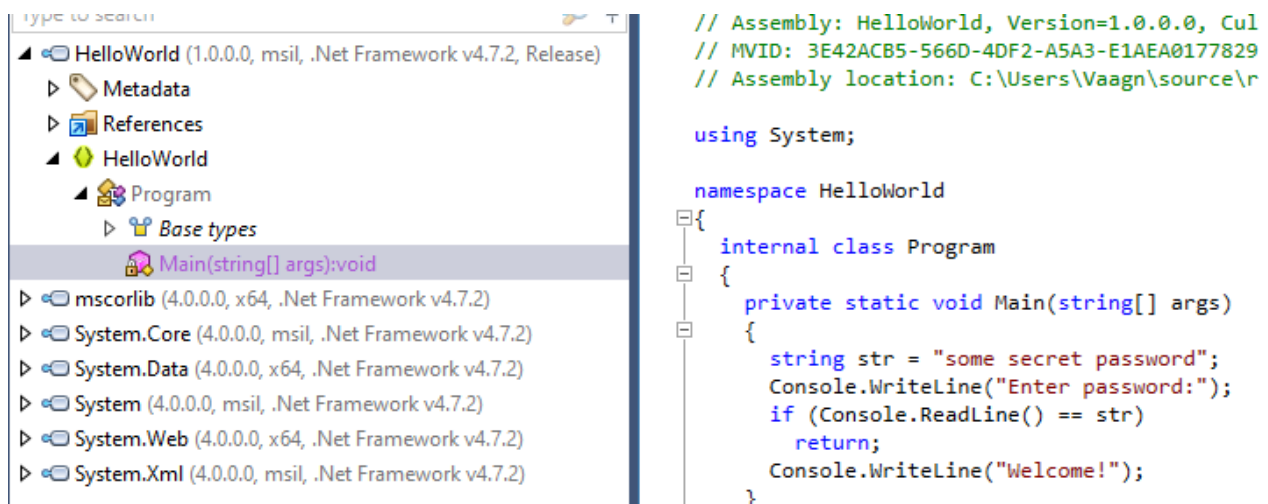 Type to search
HelloWorld (1.0.0.0, msil, .Net Framework v4.7.2, Release)
Metadata
References
HelloWorld
Program
Base types
Main(string[] args):void
mscorlib (4.0.0.0, x64, .Net Framework v4.7.2)
System.Core (4.0.0.0, msil, .Net Framework v4.7.2)
System.Data (4.0.0.0, x64, .Net Framework v4.7.2)
System (4.0.0.0, msil, .Net Framework v4.7.2)
System.Web (4.0.0.0, x64, .Net Framework v4.7.2)
System.Xml (4.0.0.0, msil, .Net Framework v4.7.2)
// Assembly: HelloWorld, Version=1.0.0.0, Cul
// MVID: 3E42ACB5-566D-4DF2-A5A3-E1AEA0177829
// Assembly location: C:\Users\Vaagn\source\r
using System;
namespace HelloWorld
{
internal class Program
{
private static void Main(string[] args)
{
string str = "some secret password";
Console.WriteLine("Enter password:");
if (Console.ReadLine() == str)
return;
Console.WriteLine("Welcome!");
}